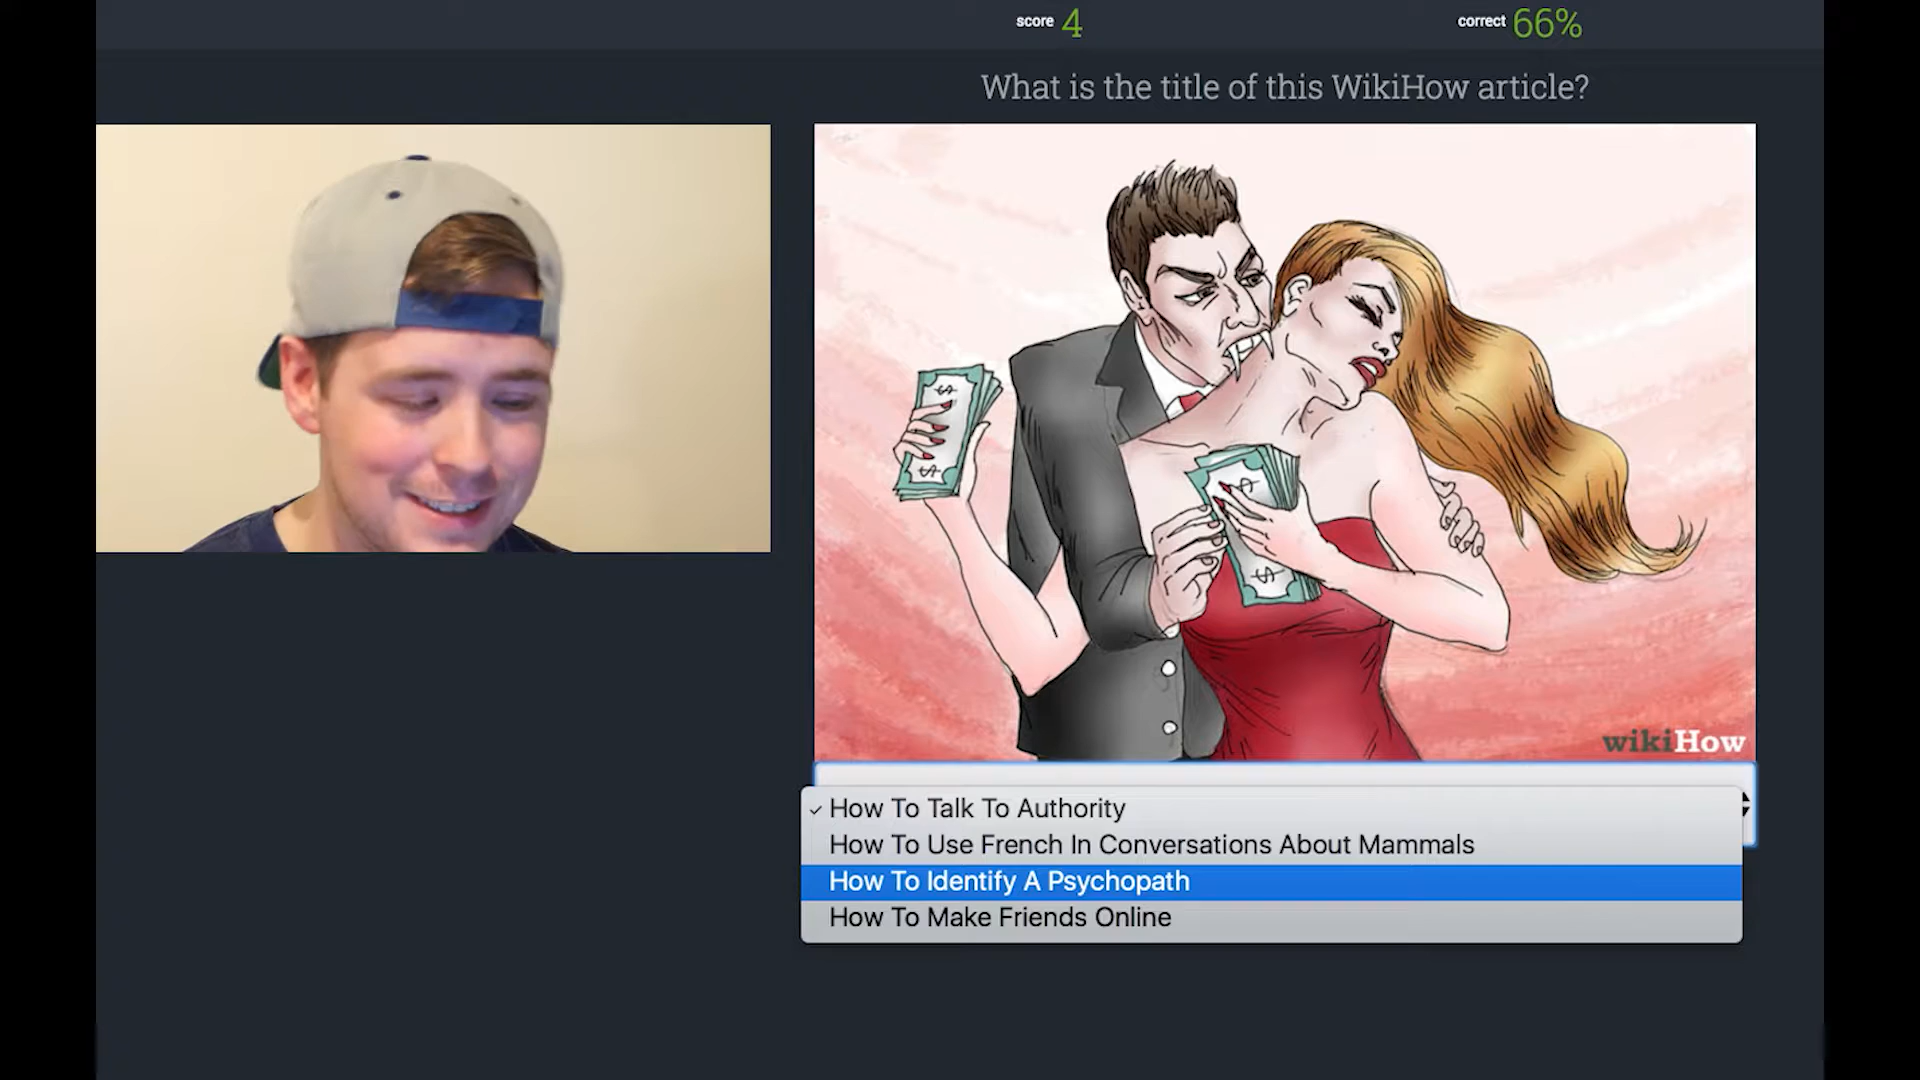 score 4
correct 66%
What is the title of this WikiHow article?
$
$
$
$
wikiHow
✓ How To Talk To Authority
How To Use French In Conversations About Mammals
How To Identify A Psychopath
How To Make Friends Online